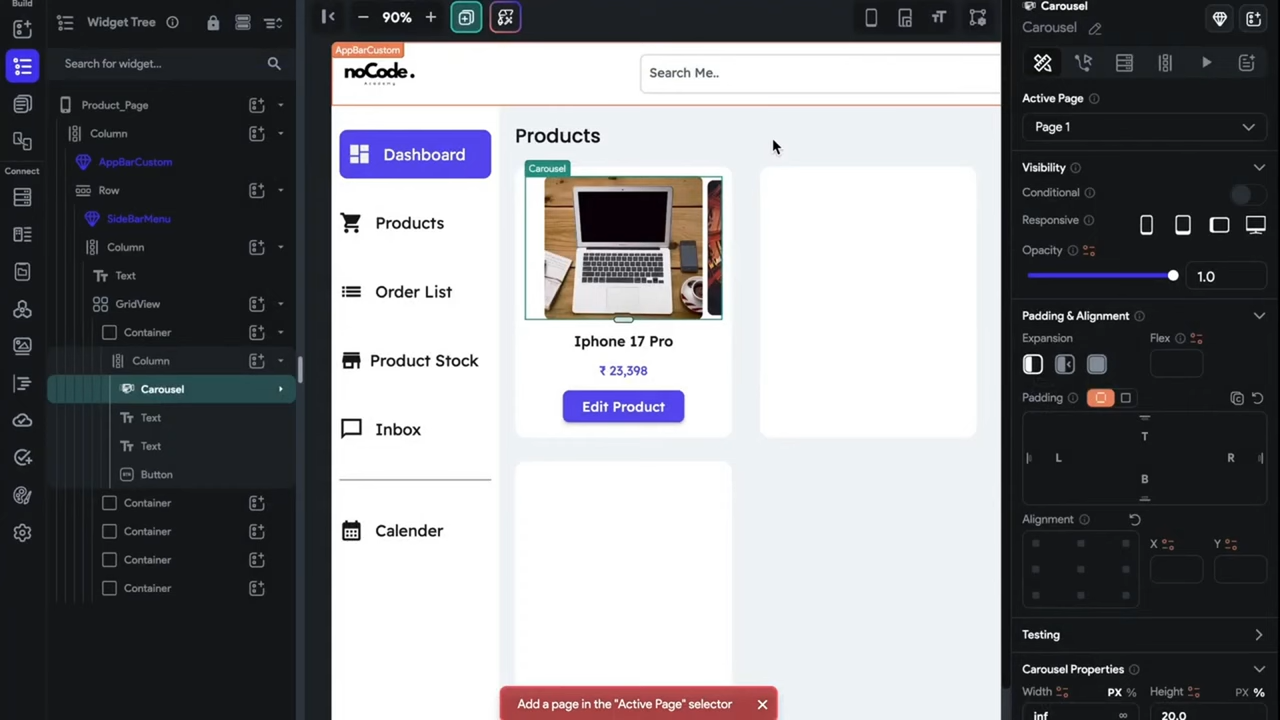 Build
Connect
Widget Tree
Search for widget...
Product_Page
Column
AppBarCustom
Row
SideBarMenu
Column
Text
GridView
Container
Column
Carousel
Text
Text
Button
Container
Container
Container
Container
90%
AppBarCustom
noCode.
Academy
Search Me..
Dashboard
Products
Order List
Product Stock
Inbox
Calender
Products
Carousel
Iphone 17 Pro
₹ 23,398
Edit Product
Add a page in the "Active Page" selector
Carousel
Carousel
Active Page
Page 1
Visibility
Conditional
Responsive
Opacity
1.0
Padding & Alignment
Expansion
Flex
Padding
T
L
R
B
Alignment
X
Y
Testing
Carousel Properties
Width PX %
Height PX %
inf
20.0